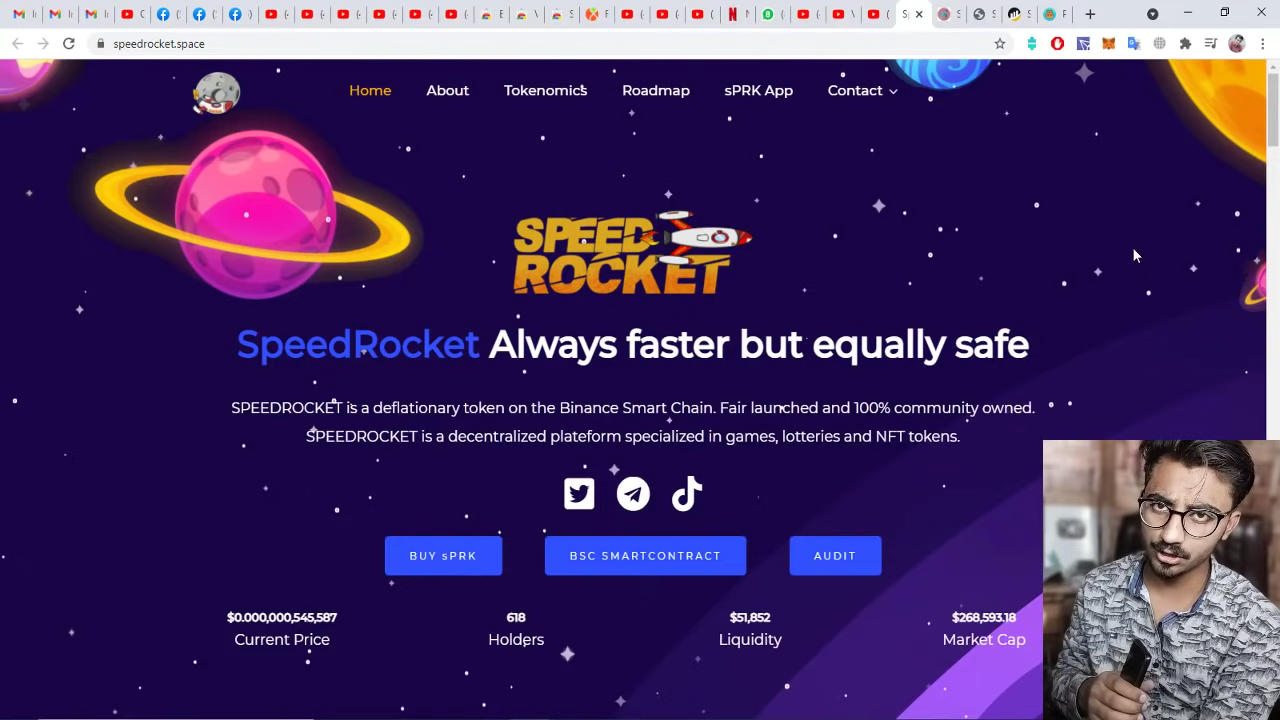 Sp
speedrocket.space
Home
About
Tokenomics
Roadmap
sPRK App
Contact
SPEED
ROCKET
SpeedRocket Always faster but equally safe
SPEEDROCKET is a deflationary token on the Binance Smart Chain. Fair launched and 100% community owned.
SPEEDROCKET is a decentralized plateform specialized in games, lotteries and NFT tokens.
BUY sPRK
BSC SMARTCONTRACT
AUDIT
$0.000,000,545,587
618
$51,852
$268,593.18
Current Price
Holders
Liquidity
Market Cap